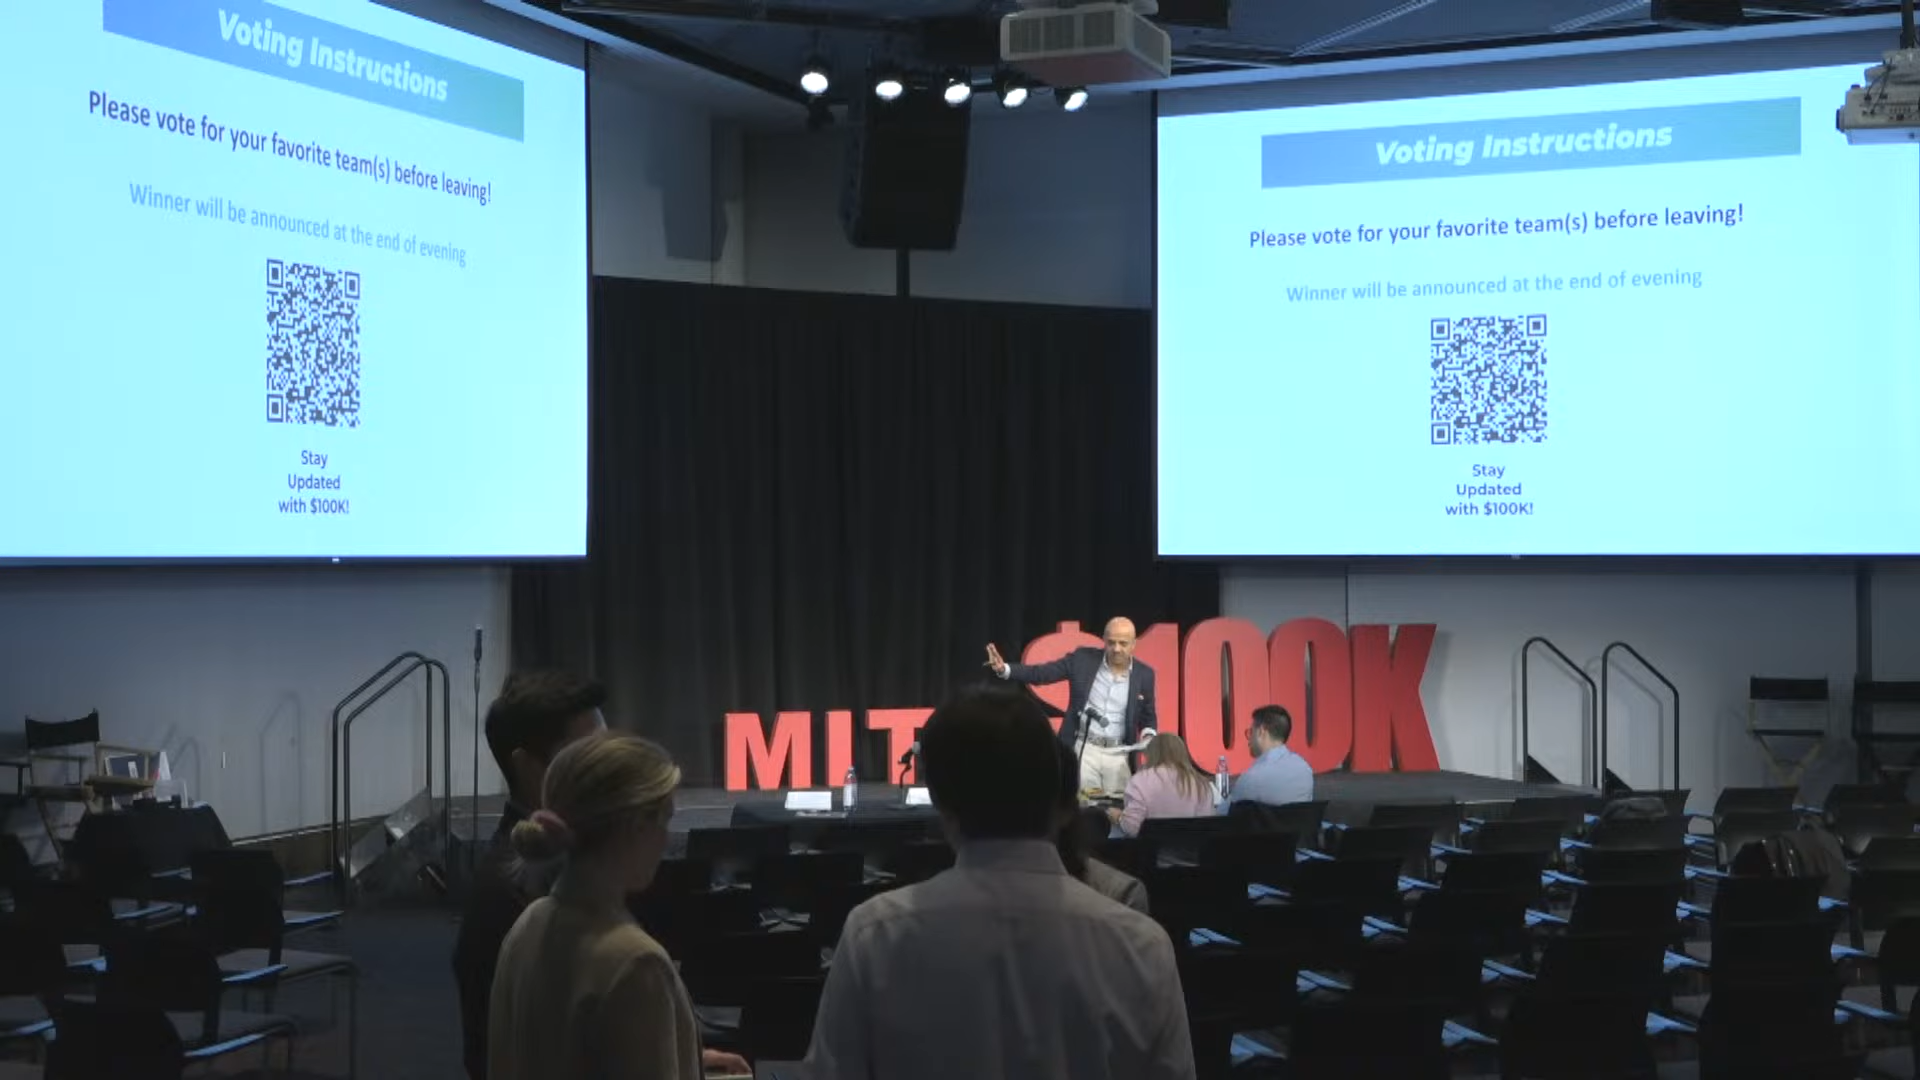 Voting Instructions
Please vote for your favorite team(s) before leaving!
Winner will be announced at the end of evening
Stay
Updated
with $100K!
Voting Instructions
Please vote for your favorite team(s) before leaving!
Winner will be announced at the end of evening
Stay
Updated
with $100K!
MIT $100K